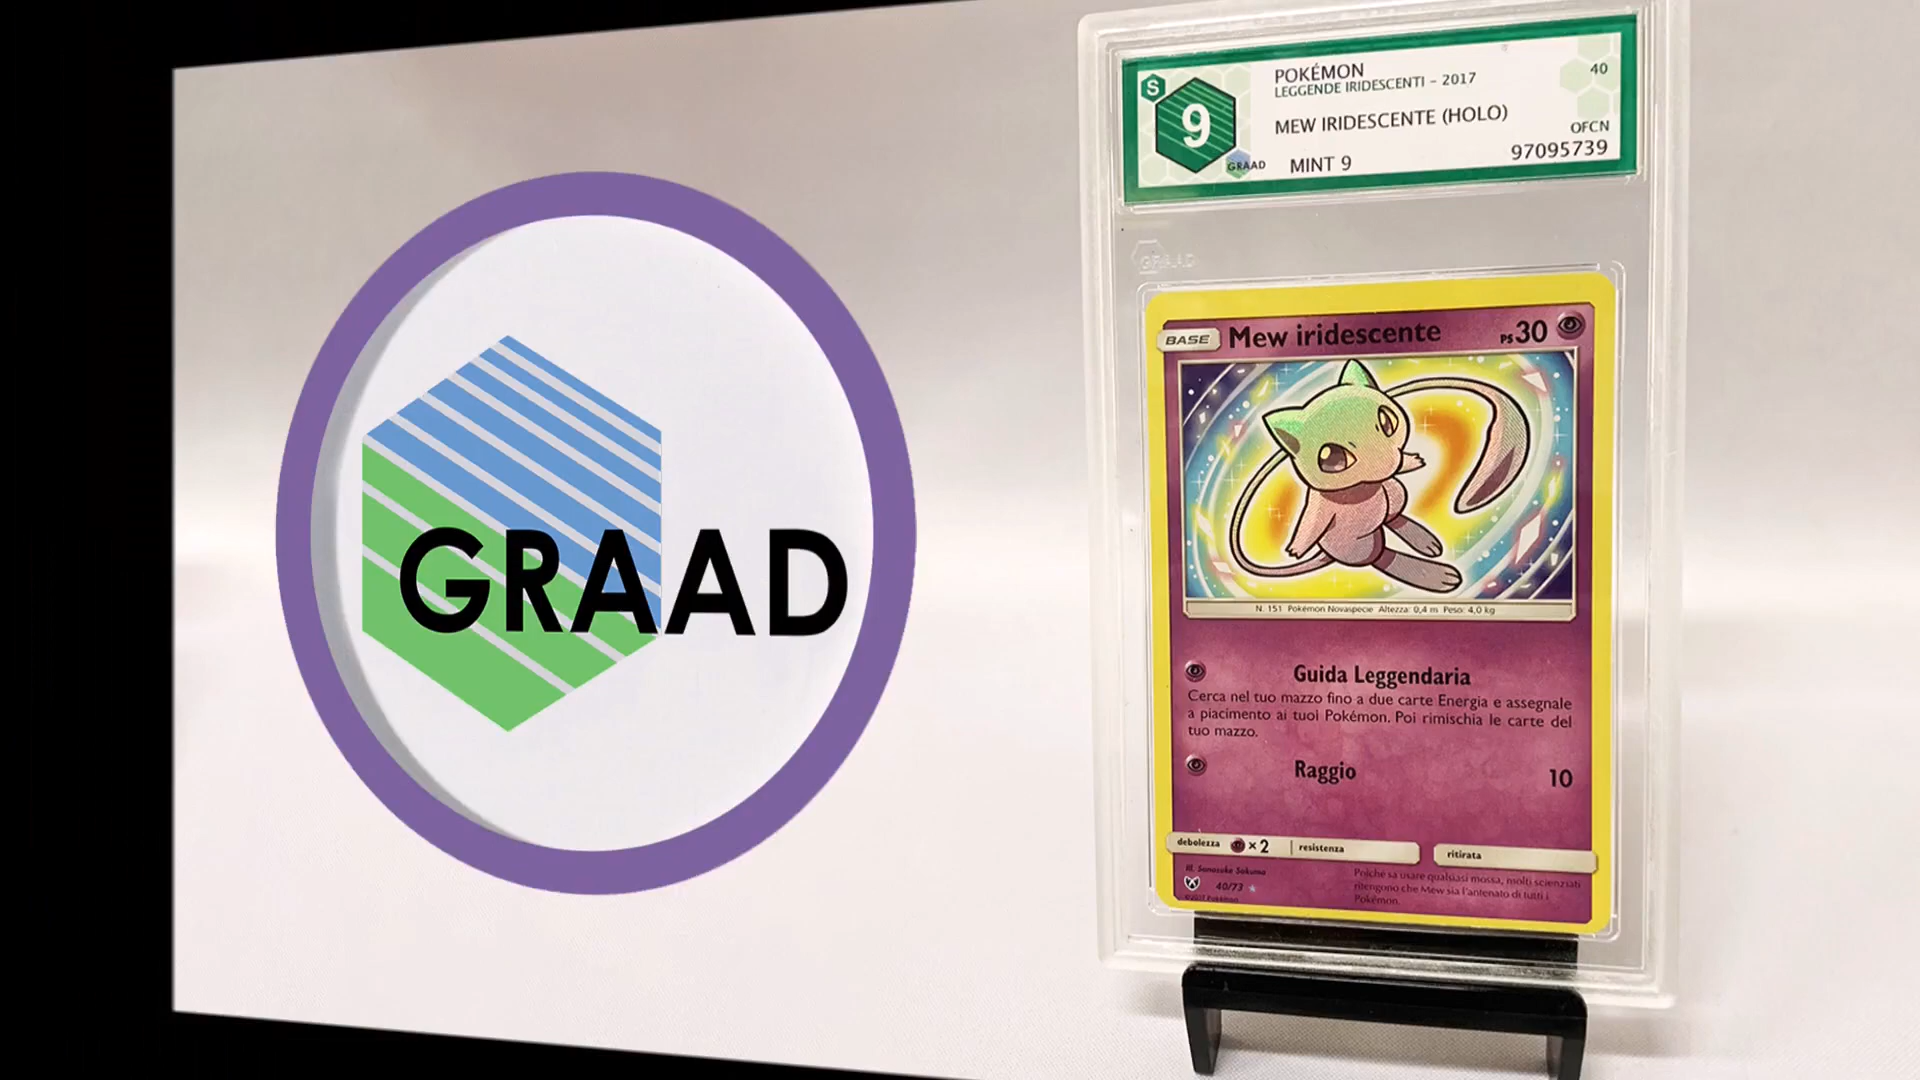 GRAAD
S
9
POKÉMON
LEGGENDE IRIDESCENTI - 2017
40
MEW IRIDESCENTE (HOLO)
OFCN
GRAAD
MINT 9
97095739
GRAAD
BASE
Mew iridescente
PS30
N. 151 Pokémon Novaspecie Altezza: 0,4 m Peso: 4,0 kg
Guida Leggendaria
Cerca nel tuo mazzo fino a due carte Energia e assegnale
a piacimento ai tuoi Pokémon. Poi rimischia le carte del
tuo mazzo.
Raggio
10
debolezza
× 2
resistenza
ritirata
Ill. Sanosuke Sakuma
40/73
©2017 Pokémon
Poiché sa usare qualsiasi mossa, molti scienziati
ritengono che Mew sia l'antenato di tutti i
Pokémon.